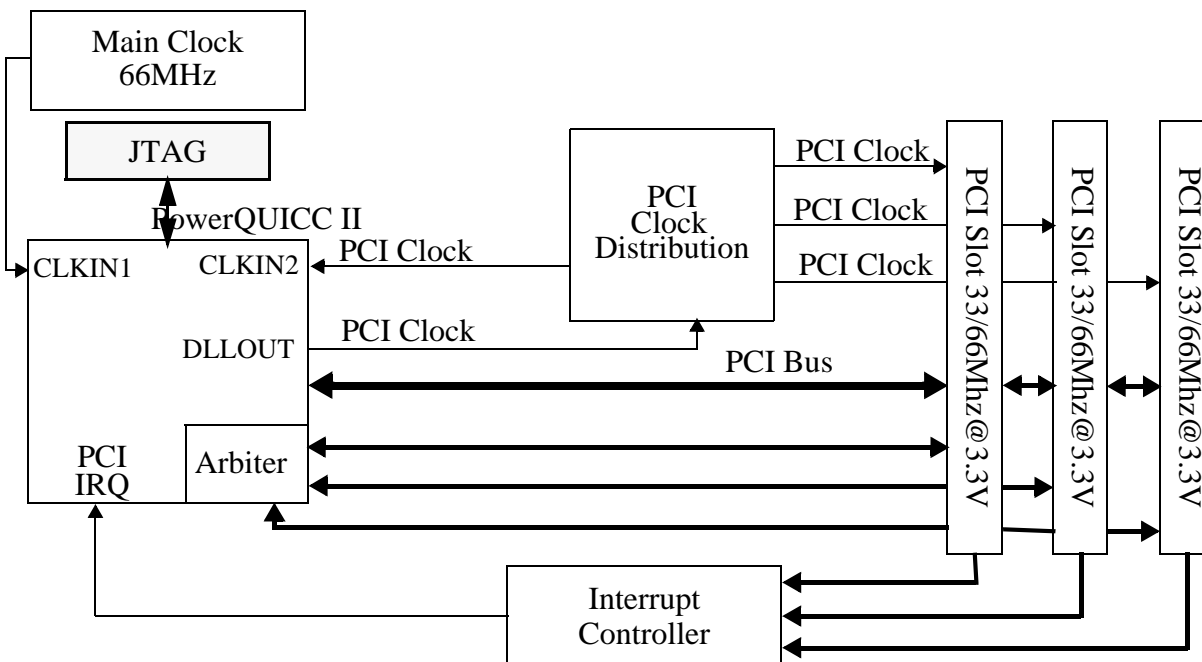 Main Clock
66MHz
JTAG
PowerQUICC II
CLKIN1
CLKIN2
DLLOUT
PCI
IRQ
Arbiter
PCI Clock
PCI Clock
PCI
Clock
Distribution
PCI Clock
PCI Clock
PCI Clock
PCI Bus
PCI Slot 33/66Mhz@3.3V
PCI Slot 33/66Mhz@3.3V
PCI Slot 33/66Mhz@3.3V
Interrupt
Controller